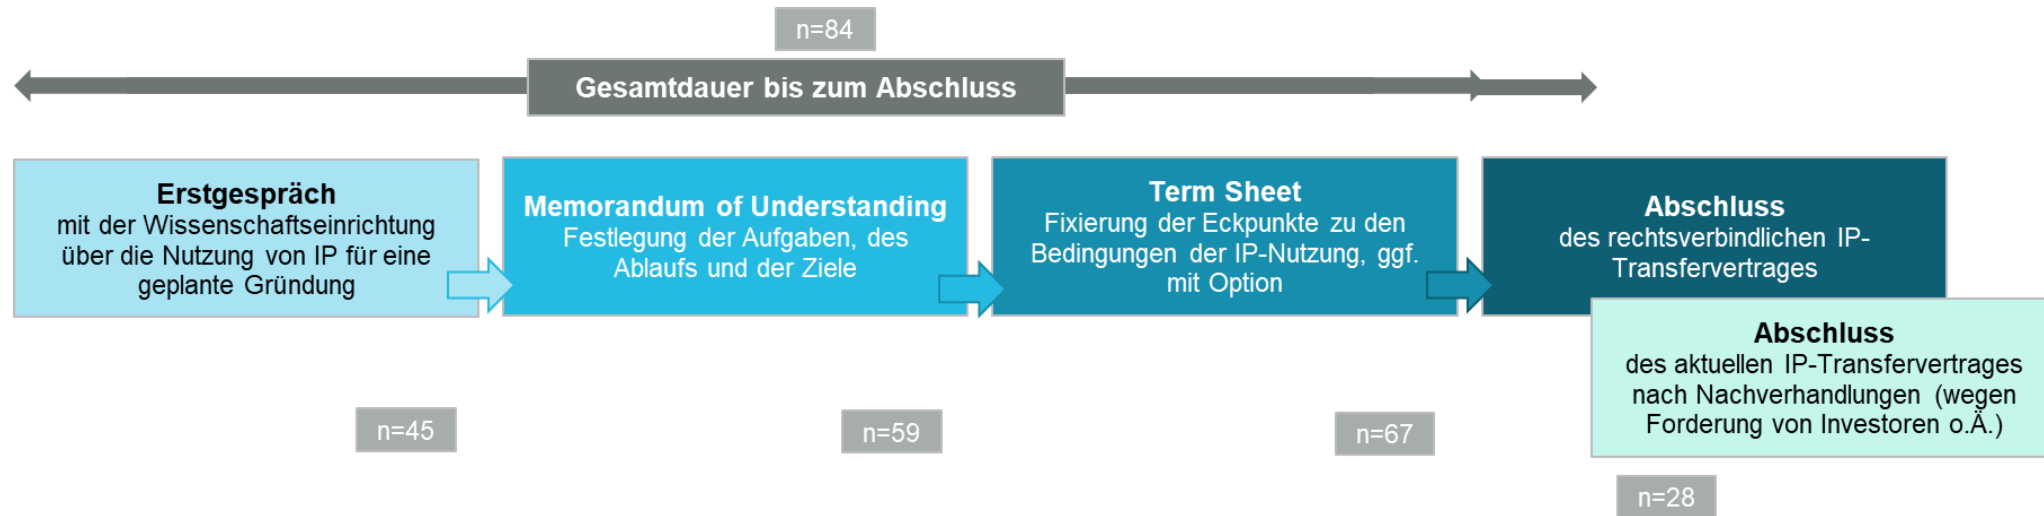 n=84
Gesamtdauer bis zum Abschluss
Erstgespräch
mit der Wissenschaftseinrichtung
über die Nutzung von IP für eine
geplante Gründung
Memorandum of Understanding
Festlegung der Aufgaben, des
Ablaufs und der Ziele
Term Sheet
Fixierung der Eckpunkte zu den
Bedingungen der IP-Nutzung, ggf.
mit Option
Abschluss
des rechtsverbindlichen IP-
Transfervertrages
Abschluss
des aktuellen IP-Transfervertrages
nach Nachverhandlungen (wegen
Forderung von Investoren o.Ä.)
n=45
n=59
n=67
n=28